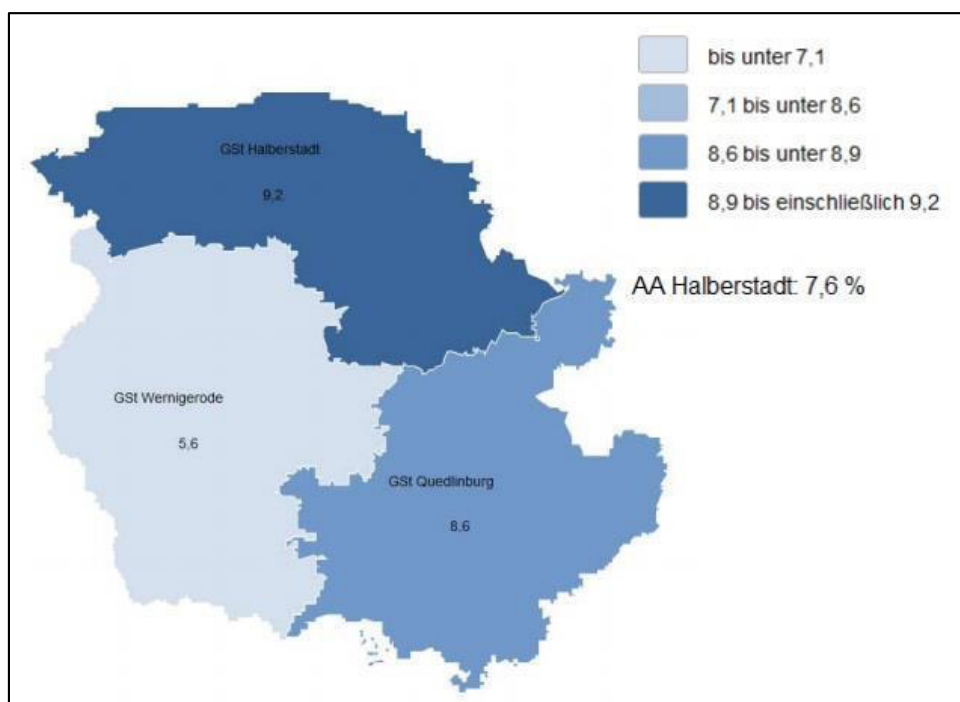 bis unter 7,1
7,1 bis unter 8,6
8,6 bis unter 8,9
8,9 bis einschließlich 9,2
AA Halberstadt: 7,6 %
GSt Halberstadt
9,2
GSt Wernigerode
5,6
GSt Quedlinburg
8,6